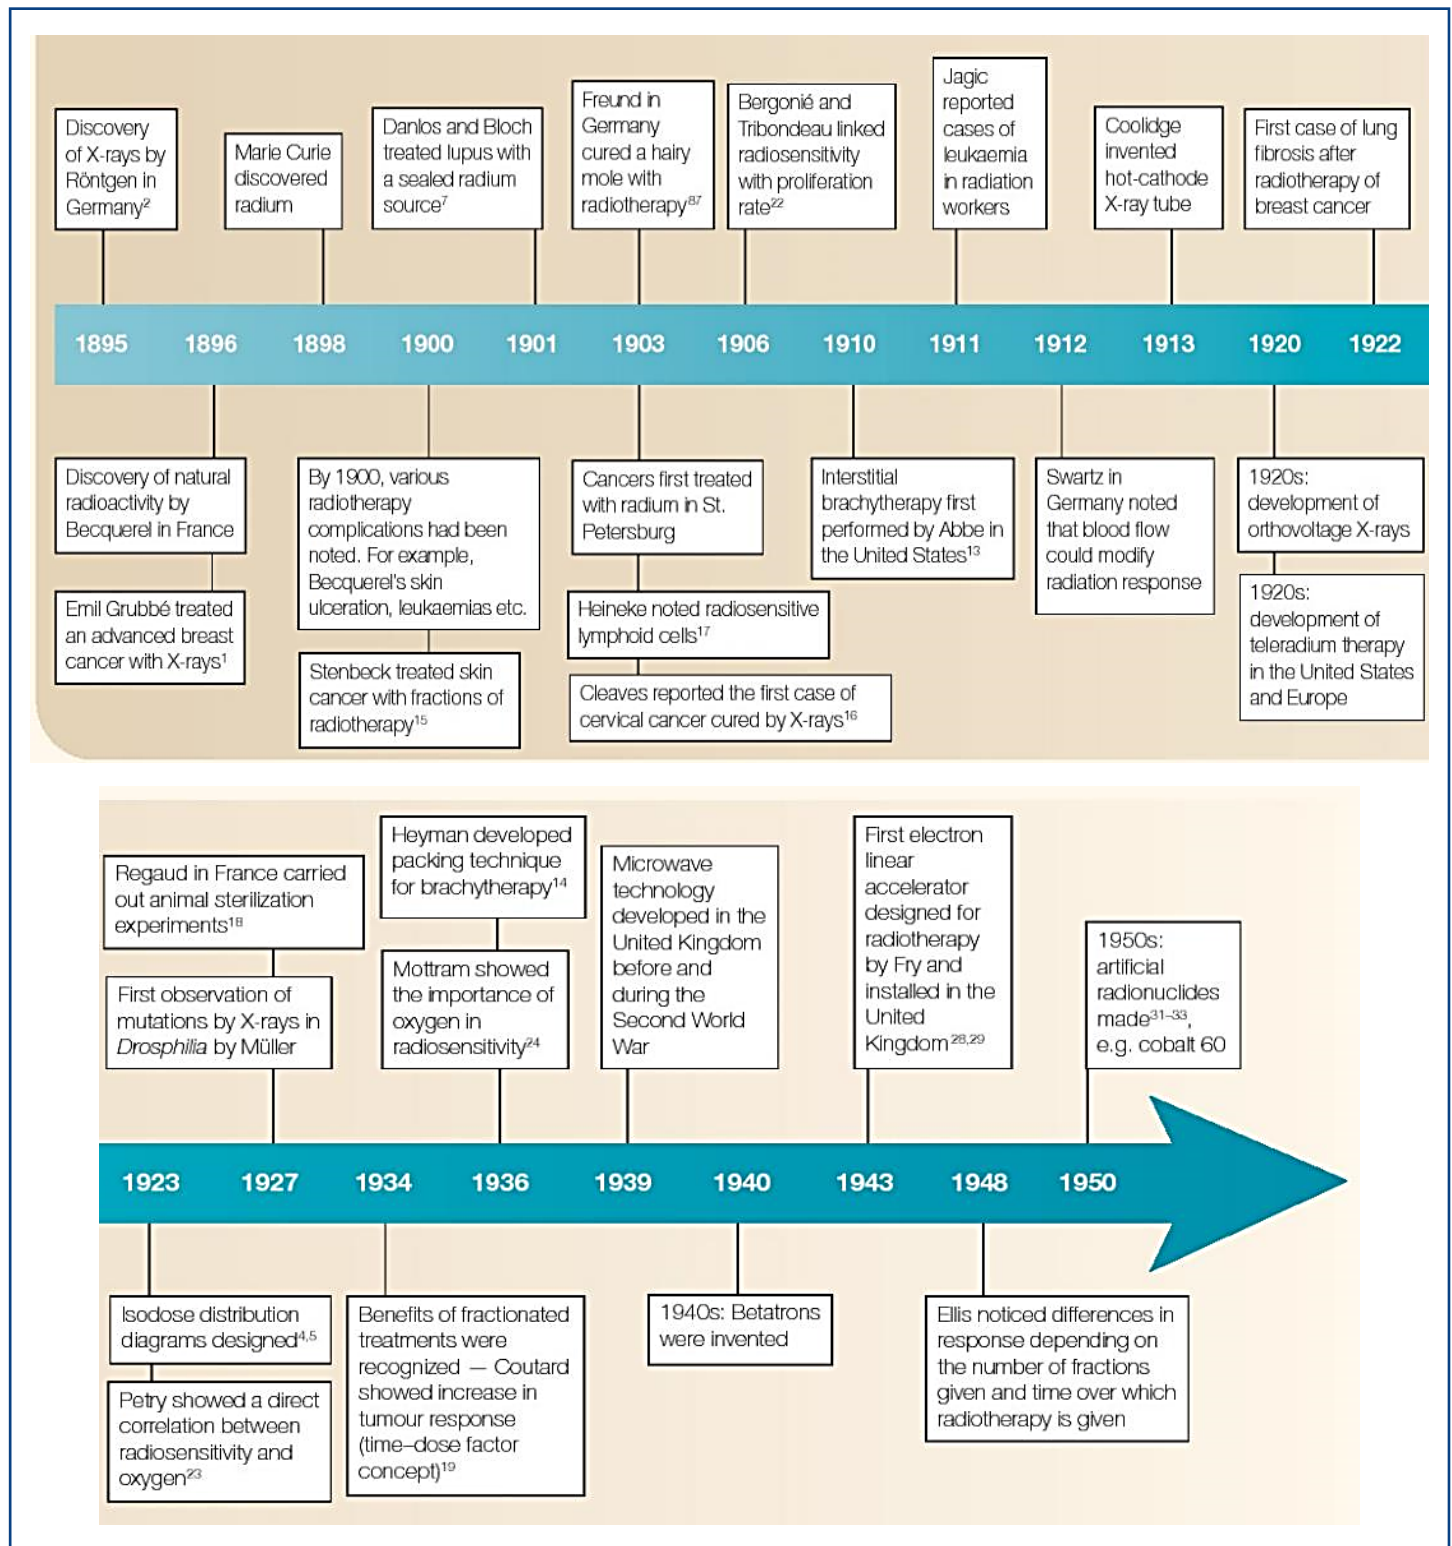 Discovery
of X-rays by
Röntgen in
Germany²
Marie Curie
discovered
radium
Danlos and Bloch
treated lupus with
a sealed radium
source⁷
Freund in
Germany
cured a hairy
mole with
radiotherapy⁸⁷
Bergonié and
Tribondeau linked
radiosensitivity
with proliferation
rate²²
Jagic
reported
cases of
leukaemia
in radiation
workers
Coolidge
invented
hot-cathode
X-ray tube
First case of lung
fibrosis after
radiotherapy of
breast cancer
1895 1896 1898 1900 1901 1903 1906 1910 1911 1912 1913 1920 1922
Discovery of natural
radioactivity by
Becquerel in France
Emil Grubbé treated
an advanced breast
cancer with X-rays¹
By 1900, various
radiotherapy
complications had been
noted. For example,
Becquerel's skin
ulceration, leukaemias etc.
Stenbeck treated skin
cancer with fractions of
radiotherapy¹⁵
Cancers first treated
with radium in St.
Petersburg
Heineke noted radiosensitive
lymphoid cells¹⁷
Cleaves reported the first case of
cervical cancer cured by X-rays¹⁶
Interstitial
brachytherapy first
performed by Abbe in
the United States¹³
Swartz in
Germany noted
that blood flow
could modify
radiation response
1920s:
development of
orthovoltage X-rays
1920s:
development of
teleradium therapy
in the United States
and Europe
Regaud in France carried
out animal sterilization
experiments¹⁸
First observation of
mutations by X-rays in
Drosphilia by Müller
Heyman developed
packing technique
for brachytherapy¹⁴
Mottram showed
the importance of
oxygen in
radiosensitivity²⁴
Microwave
technology
developed in the
United Kingdom
before and
during the
Second World
War
First electron
linear
accelerator
designed for
radiotherapy
by Fry and
installed in the
United
Kingdom²⁸,²⁹
1950s:
artificial
radionuclides
made³¹⁻³³,
e.g. cobalt 60
1923 1927 1934 1936 1939 1940 1943 1948 1950
Isodose distribution
diagrams designed⁴,⁵
Petry showed a direct
correlation between
radiosensitivity and
oxygen²³
Benefits of fractionated
treatments were
recognized — Coutard
showed increase in
tumour response
(time–dose factor
concept)¹⁹
1940s: Betatrons
were invented
Ellis noticed differences in
response depending on
the number of fractions
given and time over which
radiotherapy is given